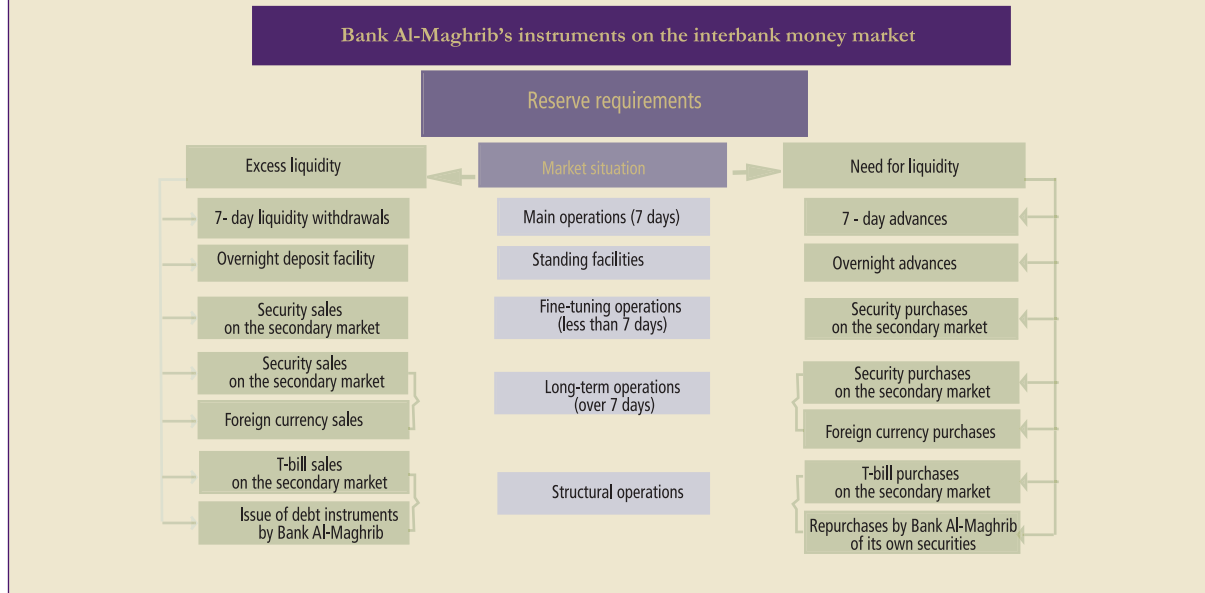 Bank Al-Maghrib's instruments on the interbank money market
Reserve requirements
Excess liquidity
Market situation
Need for liquidity
7- day liquidity withdrawals
Main operations (7 days)
7 - day advances
Overnight deposit facility
Standing facilities
Overnight advances
Security sales
on the secondary market
Fine-tuning operations
(less than 7 days)
Security purchases
on the secondary market
Security sales
on the secondary market
Foreign currency sales
Long-term operations
(over 7 days)
Security purchases
on the secondary market
Foreign currency purchases
T-bill sales
on the secondary market
Issue of debt instruments
by Bank Al-Maghrib
Structural operations
T-bill purchases
on the secondary market
Repurchases by Bank Al-Maghrib
of its own securities